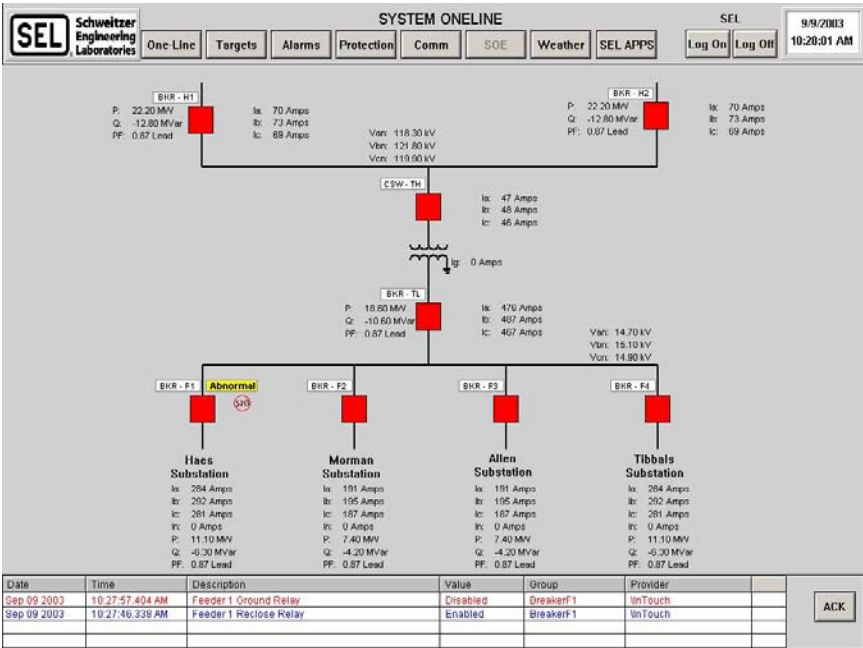 SEL Schweitzer Engineering Laboratories
SYSTEM ONELINE
SEL
One-Line Targets Alarms Protection Comm SOE Weather SEL APPS
Log On Log Off
9/9/2003
10:28:01 AM
BKR - H1
P: 22.20 MW
Q: -12.80 MVar
PF: 0.87 Lead
Ia: 70 Amps
Ib: 73 Amps
Ic: 69 Amps
Van: 118.30 kV
Vbn: 121.80 kV
Vcn: 119.90 kV
BKR - H2
P: 22.20 MW
Q: -12.80 MVar
PF: 0.87 Lead
Ia: 70 Amps
Ib: 73 Amps
Ic: 69 Amps
CSW - TH
Ia: 47 Amps
Ib: 48 Amps
Ic: 46 Amps
Ig: 0 Amps
BKR - TL
P: 18.60 MW
Q: -10.60 MVar
PF: 0.87 Lead
Ia: 476 Amps
Ib: 487 Amps
Ic: 467 Amps
Van: 14.70 kV
Vbn: 15.10 kV
Vcn: 14.90 kV
BKR - F1
Abnormal
BKR - F2
BKR - F3
BKR - F4
Haes
Substation
Ia: 284 Amps
Ib: 292 Amps
Ic: 281 Amps
In: 0 Amps
P: 11.10 MW
Q: -6.30 MVar
PF: 0.87 Lead
Morman
Substation
Ia: 191 Amps
Ib: 195 Amps
Ic: 187 Amps
In: 0 Amps
P: 7.40 MW
Q: -4.20 MVar
PF: 0.87 Lead
Allen
Substation
Ia: 191 Amps
Ib: 195 Amps
Ic: 187 Amps
In: 0 Amps
P: 7.40 MW
Q: -4.20 MVar
PF: 0.87 Lead
Tibbals
Substation
Ia: 284 Amps
Ib: 292 Amps
Ic: 281 Amps
In: 0 Amps
P: 11.10 MW
Q: -6.30 MVar
PF: 0.87 Lead
Date Time Description Value Group Provider
Sep 09 2003 10:27:57.404 AM Feeder 1 Ground Relay Disabled BreakerF1 \InTouch
Sep 09 2003 10:27:46.338 AM Feeder 1 Reclose Relay Enabled BreakerF1 \InTouch
ACK